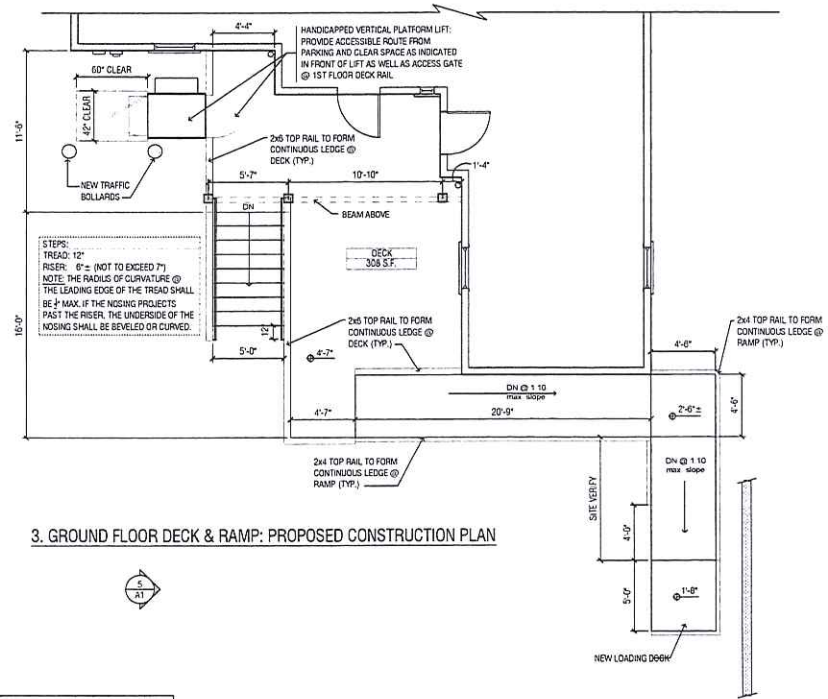 4'-4"
HANDICAPPED VERTICAL PLATFORM LIFT:
PROVIDE ACCESSIBLE ROUTE FROM
PARKING AND CLEAR SPACE AS INDICATED
IN FRONT OF LIFT AS WELL AS ACCESS GATE
@ 1ST FLOOR DECK RAIL
60" CLEAR
42" CLEAR
11'-6"
2x6 TOP RAIL TO FORM
CONTINUOUS LEDGE @
DECK (TYP.)
1'-4"
NEW TRAFFIC
BOLLARDS
5'-7"
10'-10"
DN
BEAM ABOVE
STEPS:
TREAD: 12"
RISER: 6"± (NOT TO EXCEED 7")
NOTE: THE RADIUS OF CURVATURE @
THE LEADING EDGE OF THE TREAD SHALL
BE MAX. IF THE NOSING PROJECTS
PAST THE RISER, THE UNDERSIDE OF THE
NOSING SHALL BE BEVELED OR CURVED.
DECK
308 S.F.
16'-0"
12"
5'-0"
2x6 TOP RAIL TO FORM
CONTINUOUS LEDGE @
DECK (TYP.)
2x4 TOP RAIL TO FORM
CONTINUOUS LEDGE @
RAMP (TYP.)
4'-7"
4'-6"
DN @ 1:10
max slope
4'-7"
20'-9"
2'-6"±
4'-6"
2x4 TOP RAIL TO FORM
CONTINUOUS LEDGE @
RAMP (TYP.)
DN @ 1:10
max slope
SITE VERIFY
4'-0"
5'-0"
1'-8"
3. GROUND FLOOR DECK & RAMP: PROPOSED CONSTRUCTION PLAN
5
A1
NEW LOADING DOCK